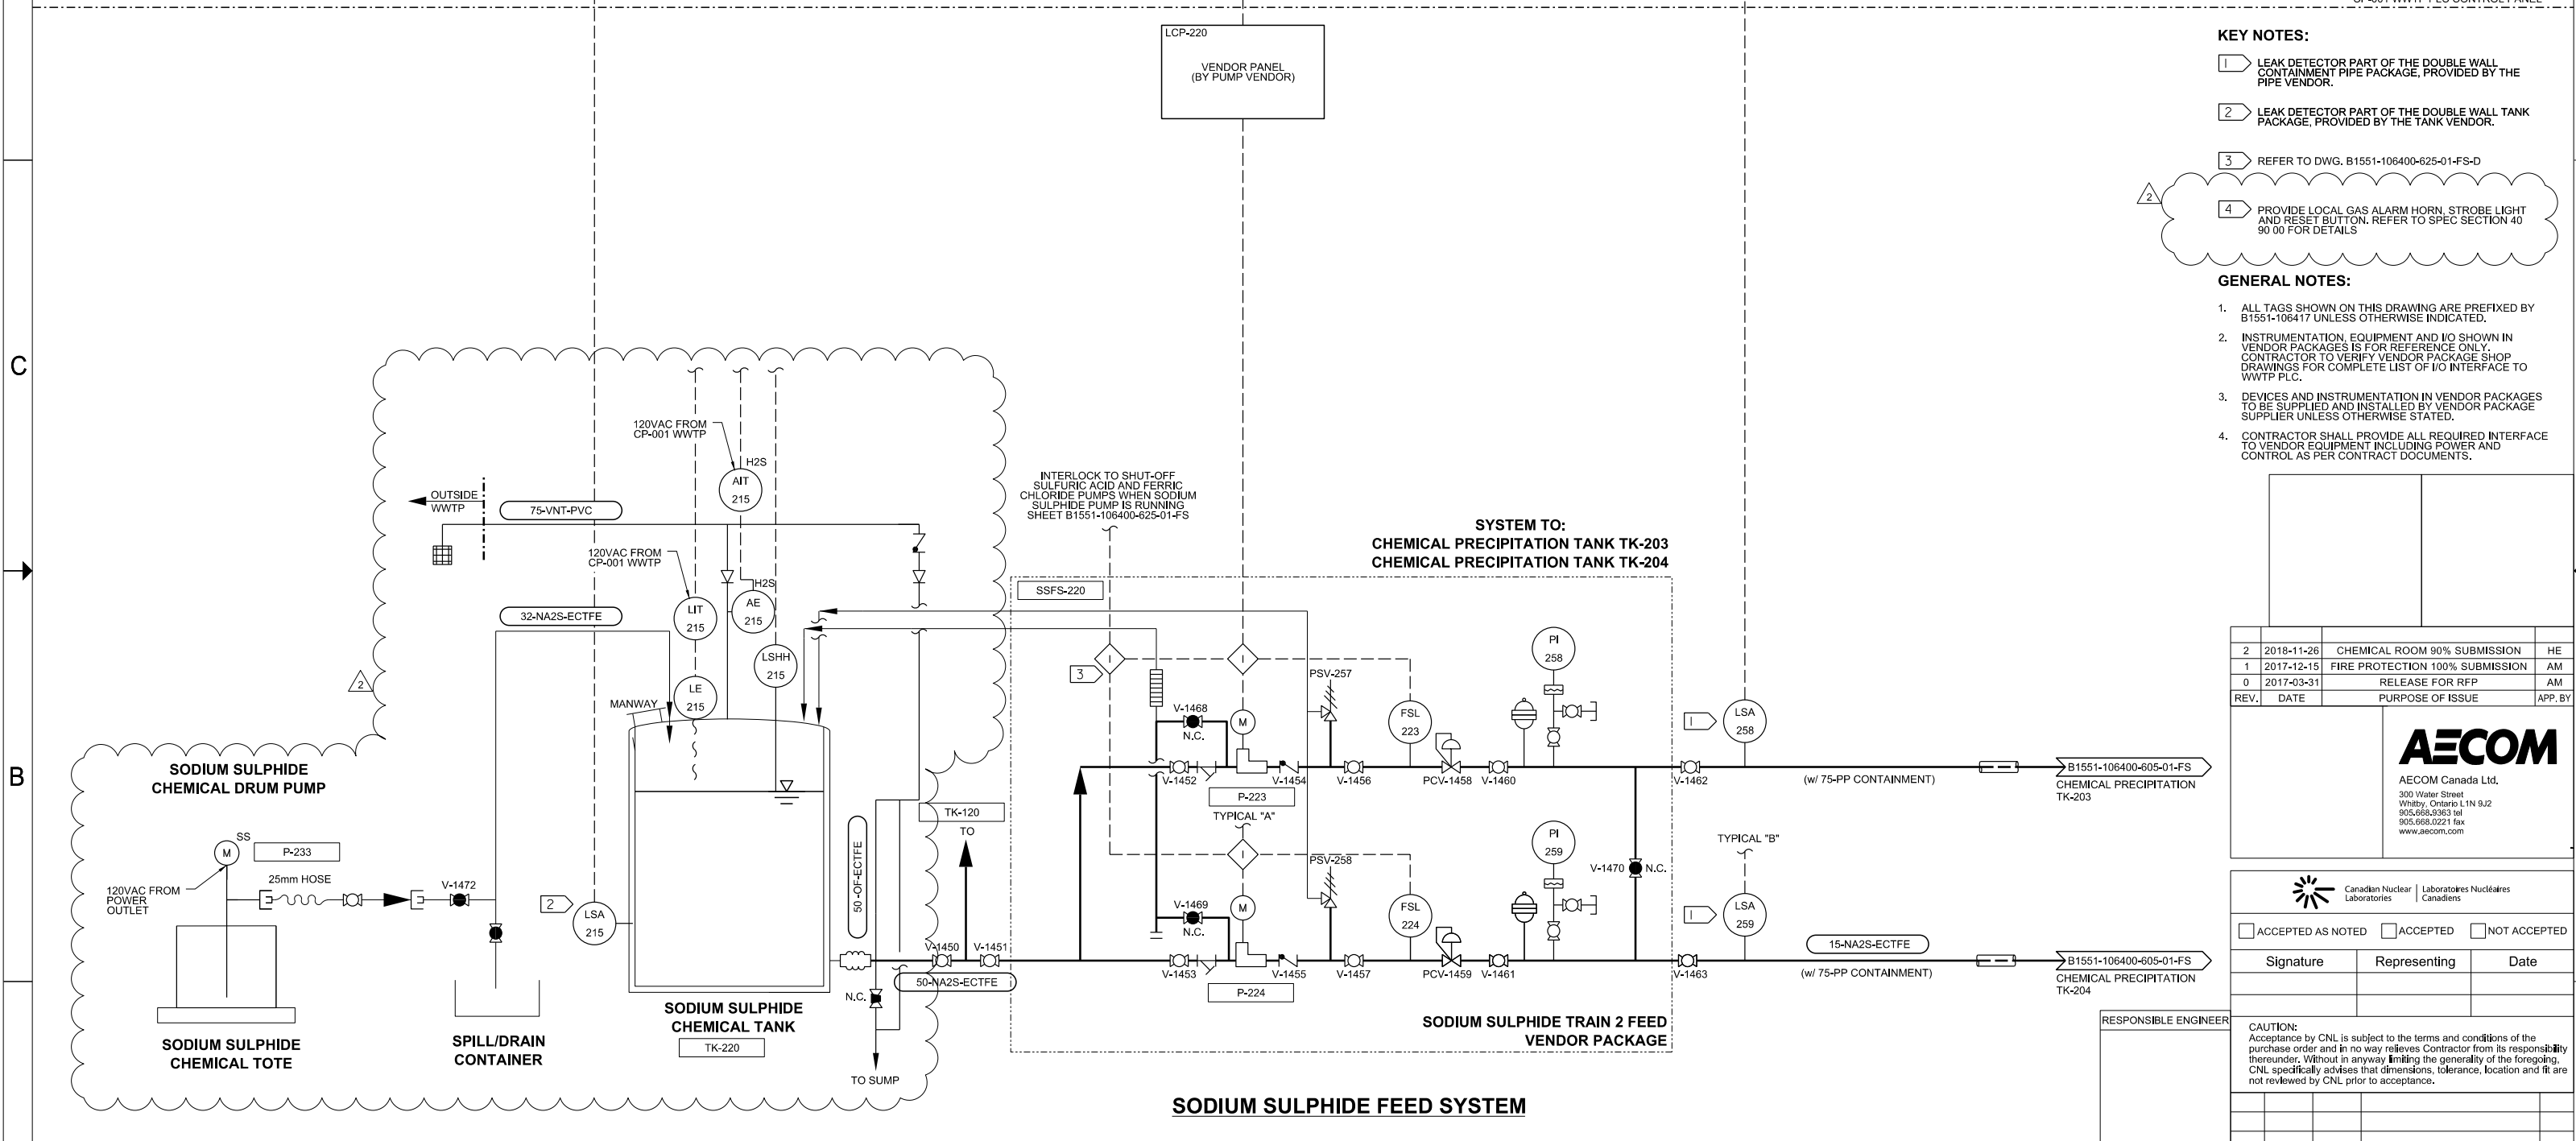 CP-001 WWTP PLC CONTROL PANEL
LCP-220
VENDOR PANEL
(BY PUMP VENDOR)
KEY NOTES:
1 LEAK DETECTOR PART OF THE DOUBLE WALL
CONTAINMENT PIPE PACKAGE, PROVIDED BY THE
PIPE VENDOR.
2 LEAK DETECTOR PART OF THE DOUBLE WALL TANK
PACKAGE, PROVIDED BY THE TANK VENDOR.
3 REFER TO DWG. B1551-106400-625-01-FS-D
2
4 PROVIDE LOCAL GAS ALARM HORN, STROBE LIGHT
AND RESET BUTTON. REFER TO SPEC SECTION 40
90 00 FOR DETAILS
GENERAL NOTES:
1. ALL TAGS SHOWN ON THIS DRAWING ARE PREFIXED BY
B1551-106417 UNLESS OTHERWISE INDICATED.
2. INSTRUMENTATION, EQUIPMENT AND I/O SHOWN IN
VENDOR PACKAGES IS FOR REFERENCE ONLY.
CONTRACTOR TO VERIFY VENDOR PACKAGE SHOP
DRAWINGS FOR COMPLETE LIST OF I/O INTERFACE TO
WWTP PLC.
3. DEVICES AND INSTRUMENTATION IN VENDOR PACKAGES
TO BE SUPPLIED AND INSTALLED BY VENDOR PACKAGE
SUPPLIER UNLESS OTHERWISE STATED.
4. CONTRACTOR SHALL PROVIDE ALL REQUIRED INTERFACE
TO VENDOR EQUIPMENT INCLUDING POWER AND
CONTROL AS PER CONTRACT DOCUMENTS.
C
B
120VAC FROM
CP-001 WWTP
H2S
AIT
215
OUTSIDE
WWTP
75-VNT-PVC
120VAC FROM
CP-001 WWTP
H2S
AE
215
LIT
215
32-NA2S-ECTFE
LSHH
215
LE
215
MANWAY
2
SODIUM SULPHIDE
CHEMICAL DRUM PUMP
SS
M
P-233
25mm HOSE
120VAC FROM
POWER
OUTLET
V-1472
2
LSA
215
SODIUM SULPHIDE
CHEMICAL TOTE
SPILL/DRAIN
CONTAINER
SODIUM SULPHIDE
CHEMICAL TANK
TK-220
50-OF-ECTFE
TK-120
TO
V-1450
V-1451
50-NA2S-ECTFE
N.C.
TO SUMP
INTERLOCK TO SHUT-OFF
SULFURIC ACID AND FERRIC
CHLORIDE PUMPS WHEN SODIUM
SULPHIDE PUMP IS RUNNING
SHEET B1551-106400-625-01-FS
SYSTEM TO:
CHEMICAL PRECIPITATION TANK TK-203
CHEMICAL PRECIPITATION TANK TK-204
SSFS-220
3
I
I
PSV-257
PI
258
V-1468
N.C.
M
FSL
223
V-1452
V-1454
V-1456
PCV-1458
V-1460
P-223
TYPICAL "A"
1
LSA
258
V-1462
(w/ 75-PP CONTAINMENT)
B1551-106400-605-01-FS
CHEMICAL PRECIPITATION
TK-203
I
PSV-258
PI
259
V-1470
N.C.
TYPICAL "B"
V-1469
N.C.
M
FSL
224
V-1453
V-1455
V-1457
PCV-1459
V-1461
P-224
1
LSA
259
V-1463
15-NA2S-ECTFE
(w/ 75-PP CONTAINMENT)
B1551-106400-605-01-FS
CHEMICAL PRECIPITATION
TK-204
SODIUM SULPHIDE TRAIN 2 FEED
VENDOR PACKAGE
SODIUM SULPHIDE FEED SYSTEM
2 2018-11-26 CHEMICAL ROOM 90% SUBMISSION HE
1 2017-12-15 FIRE PROTECTION 100% SUBMISSION AM
0 2017-03-31 RELEASE FOR RFP AM
REV. DATE PURPOSE OF ISSUE APP. BY
AECOM
AECOM Canada Ltd.
300 Water Street
Whitby, Ontario L1N 9J2
905.668.9363 tel
905.668.0221 fax
www.aecom.com
Canadian Nuclear Laboratoires Nucléaires
Laboratories Canadiens
ACCEPTED AS NOTED ACCEPTED NOT ACCEPTED
Signature Representing Date
RESPONSIBLE ENGINEER
CAUTION:
Acceptance by CNL is subject to the terms and conditions of the
purchase order and in no way relieves Contractor from its responsibility
thereunder. Without in anyway limiting the generality of the foregoing,
CNL specifically advises that dimensions, tolerance, location and fit are
not reviewed by CNL prior to acceptance.